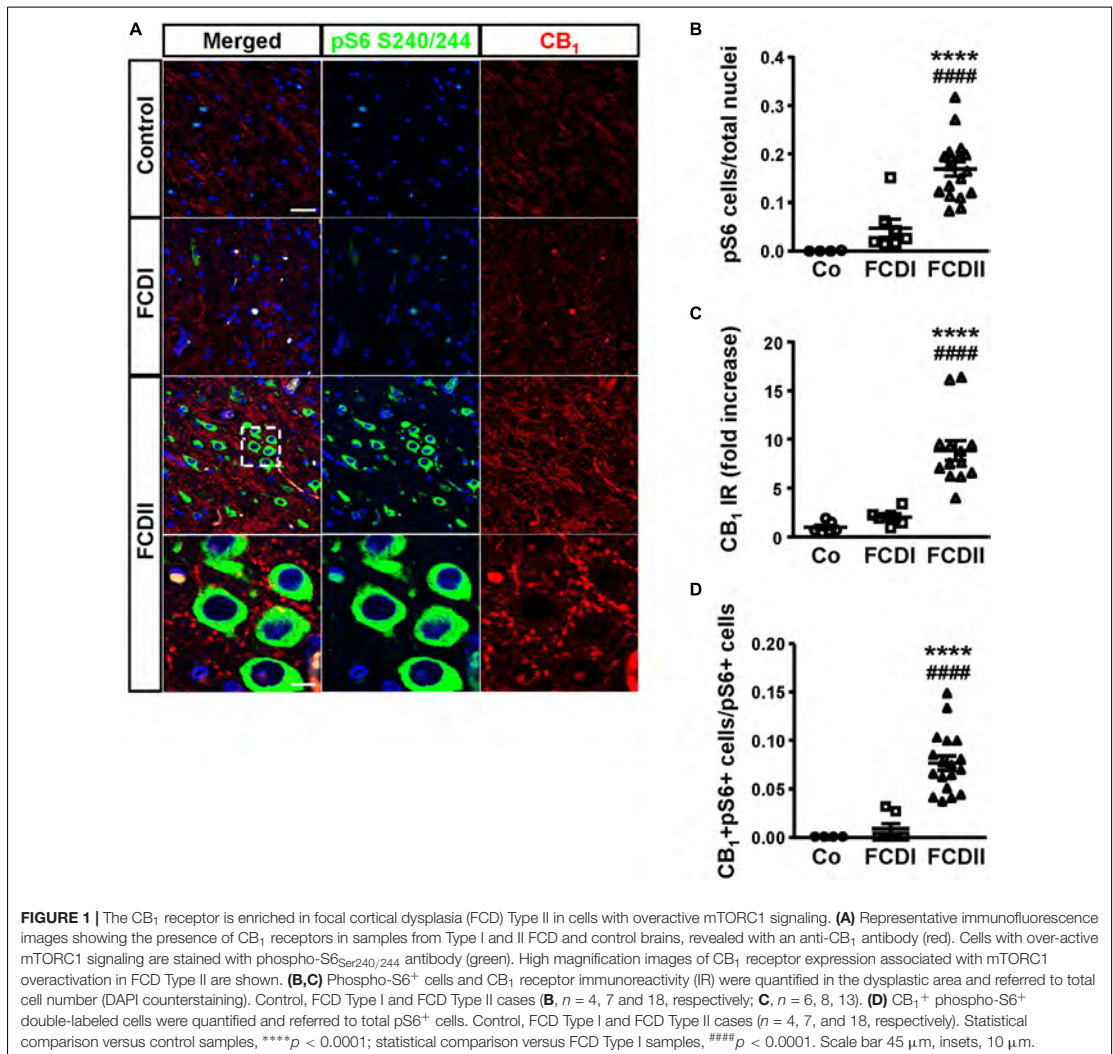 A
Merged
pS6 S240/244
CB1
Control
FCDI
FCDII
B
pS6 cells/total nuclei
0.4
0.3
0.2
0.1
0.0
****
####
Co
FCDI
FCDII
C
CB1 IR (fold increase)
20
15
10
5
0
****
####
Co
FCDI
FCDII
D
CB1+pS6+ cells/pS6+ cells
0.20
0.15
0.10
0.05
0.00
****
####
Co
FCDI
FCDII
FIGURE 1 | The CB1 receptor is enriched in focal cortical dysplasia (FCD) Type II in cells with overactive mTORC1 signaling. (A) Representative immunofluorescence
images showing the presence of CB1 receptors in samples from Type I and II FCD and control brains, revealed with an anti-CB1 antibody (red). Cells with over-active
mTORC1 signaling are stained with phospho-S6Ser240/244 antibody (green). High magnification images of CB1 receptor expression associated with mTORC1
overactivation in FCD Type II are shown. (B,C) Phospho-S6+ cells and CB1 receptor immunoreactivity (IR) were quantified in the dysplastic area and referred to total
cell number (DAPI counterstaining). Control, FCD Type I and FCD Type II cases (B, n = 4, 7 and 18, respectively; C, n = 6, 8, 13). (D) CB1+ phospho-S6+
double-labeled cells were quantified and referred to total pS6+ cells. Control, FCD Type I and FCD Type II cases (n = 4, 7, and 18, respectively). Statistical
comparison versus control samples, ****p < 0.0001; statistical comparison versus FCD Type I samples, ####p < 0.0001. Scale bar 45 μm, insets, 10 μm.